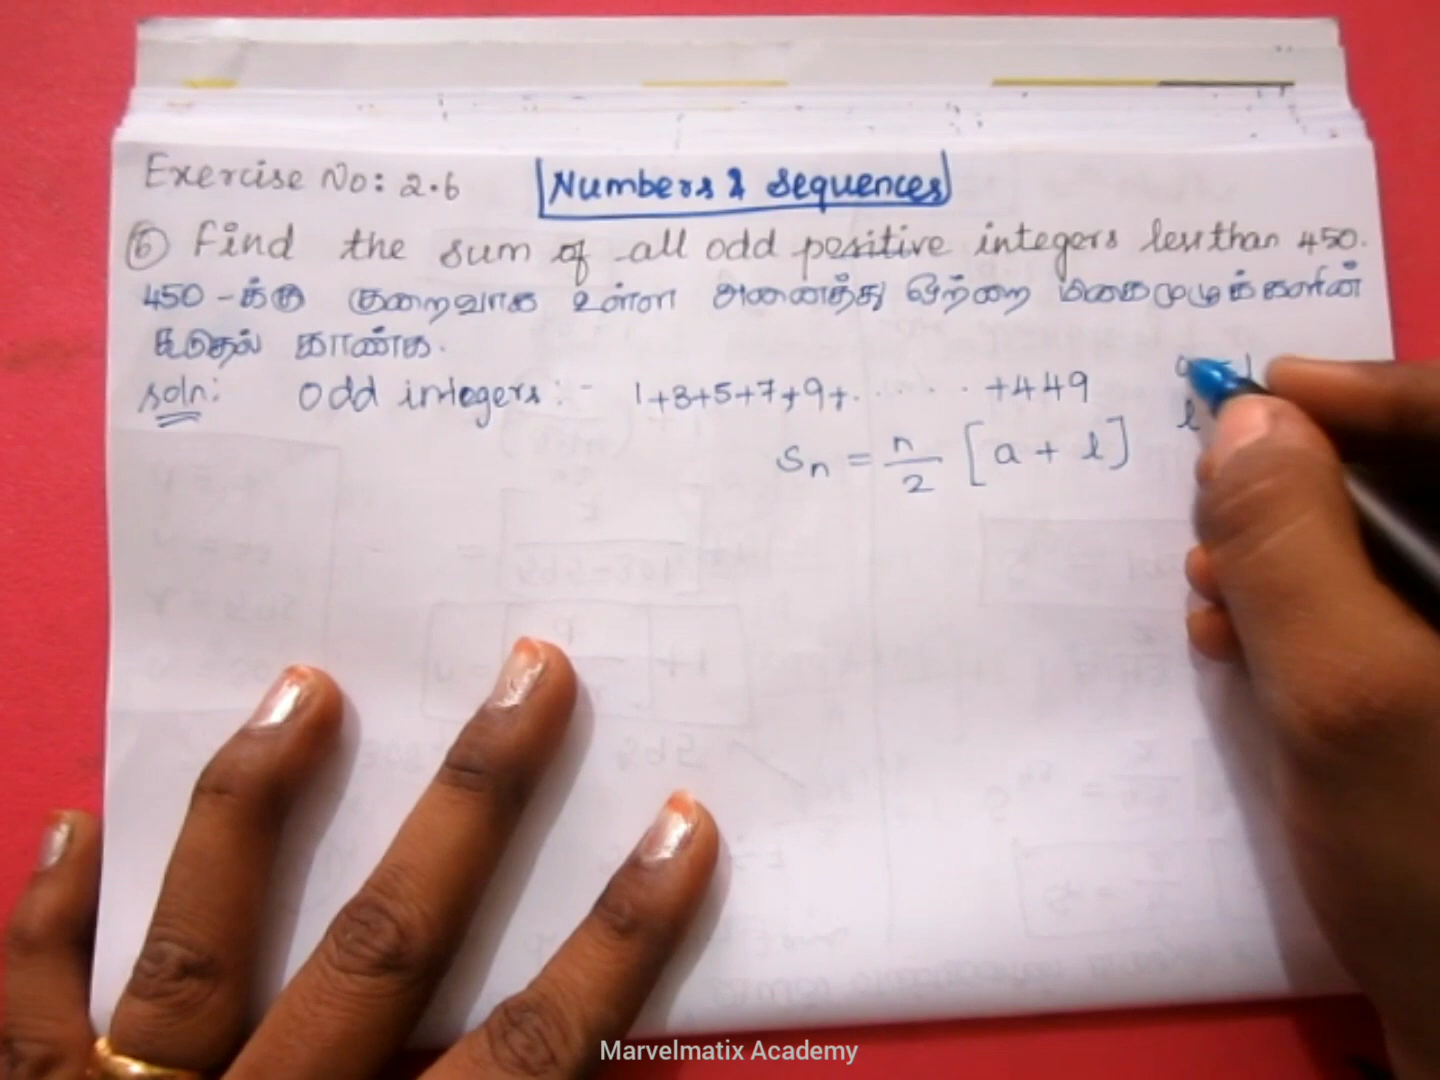 Exercise No: 2.6 Numbers & Sequences
⑥ Find the sum of all odd positive integers less than 450.
450 - க்கு குறைவாக உள்ள அனைத்து ஒற்றை மிகை முழுக்களின்
கூடுதல் காண்க.
soln: Odd integers :- 1+3+5+7+9+.......+449
Sn = n/2 [a + l]
l
Marvelmatix Academy